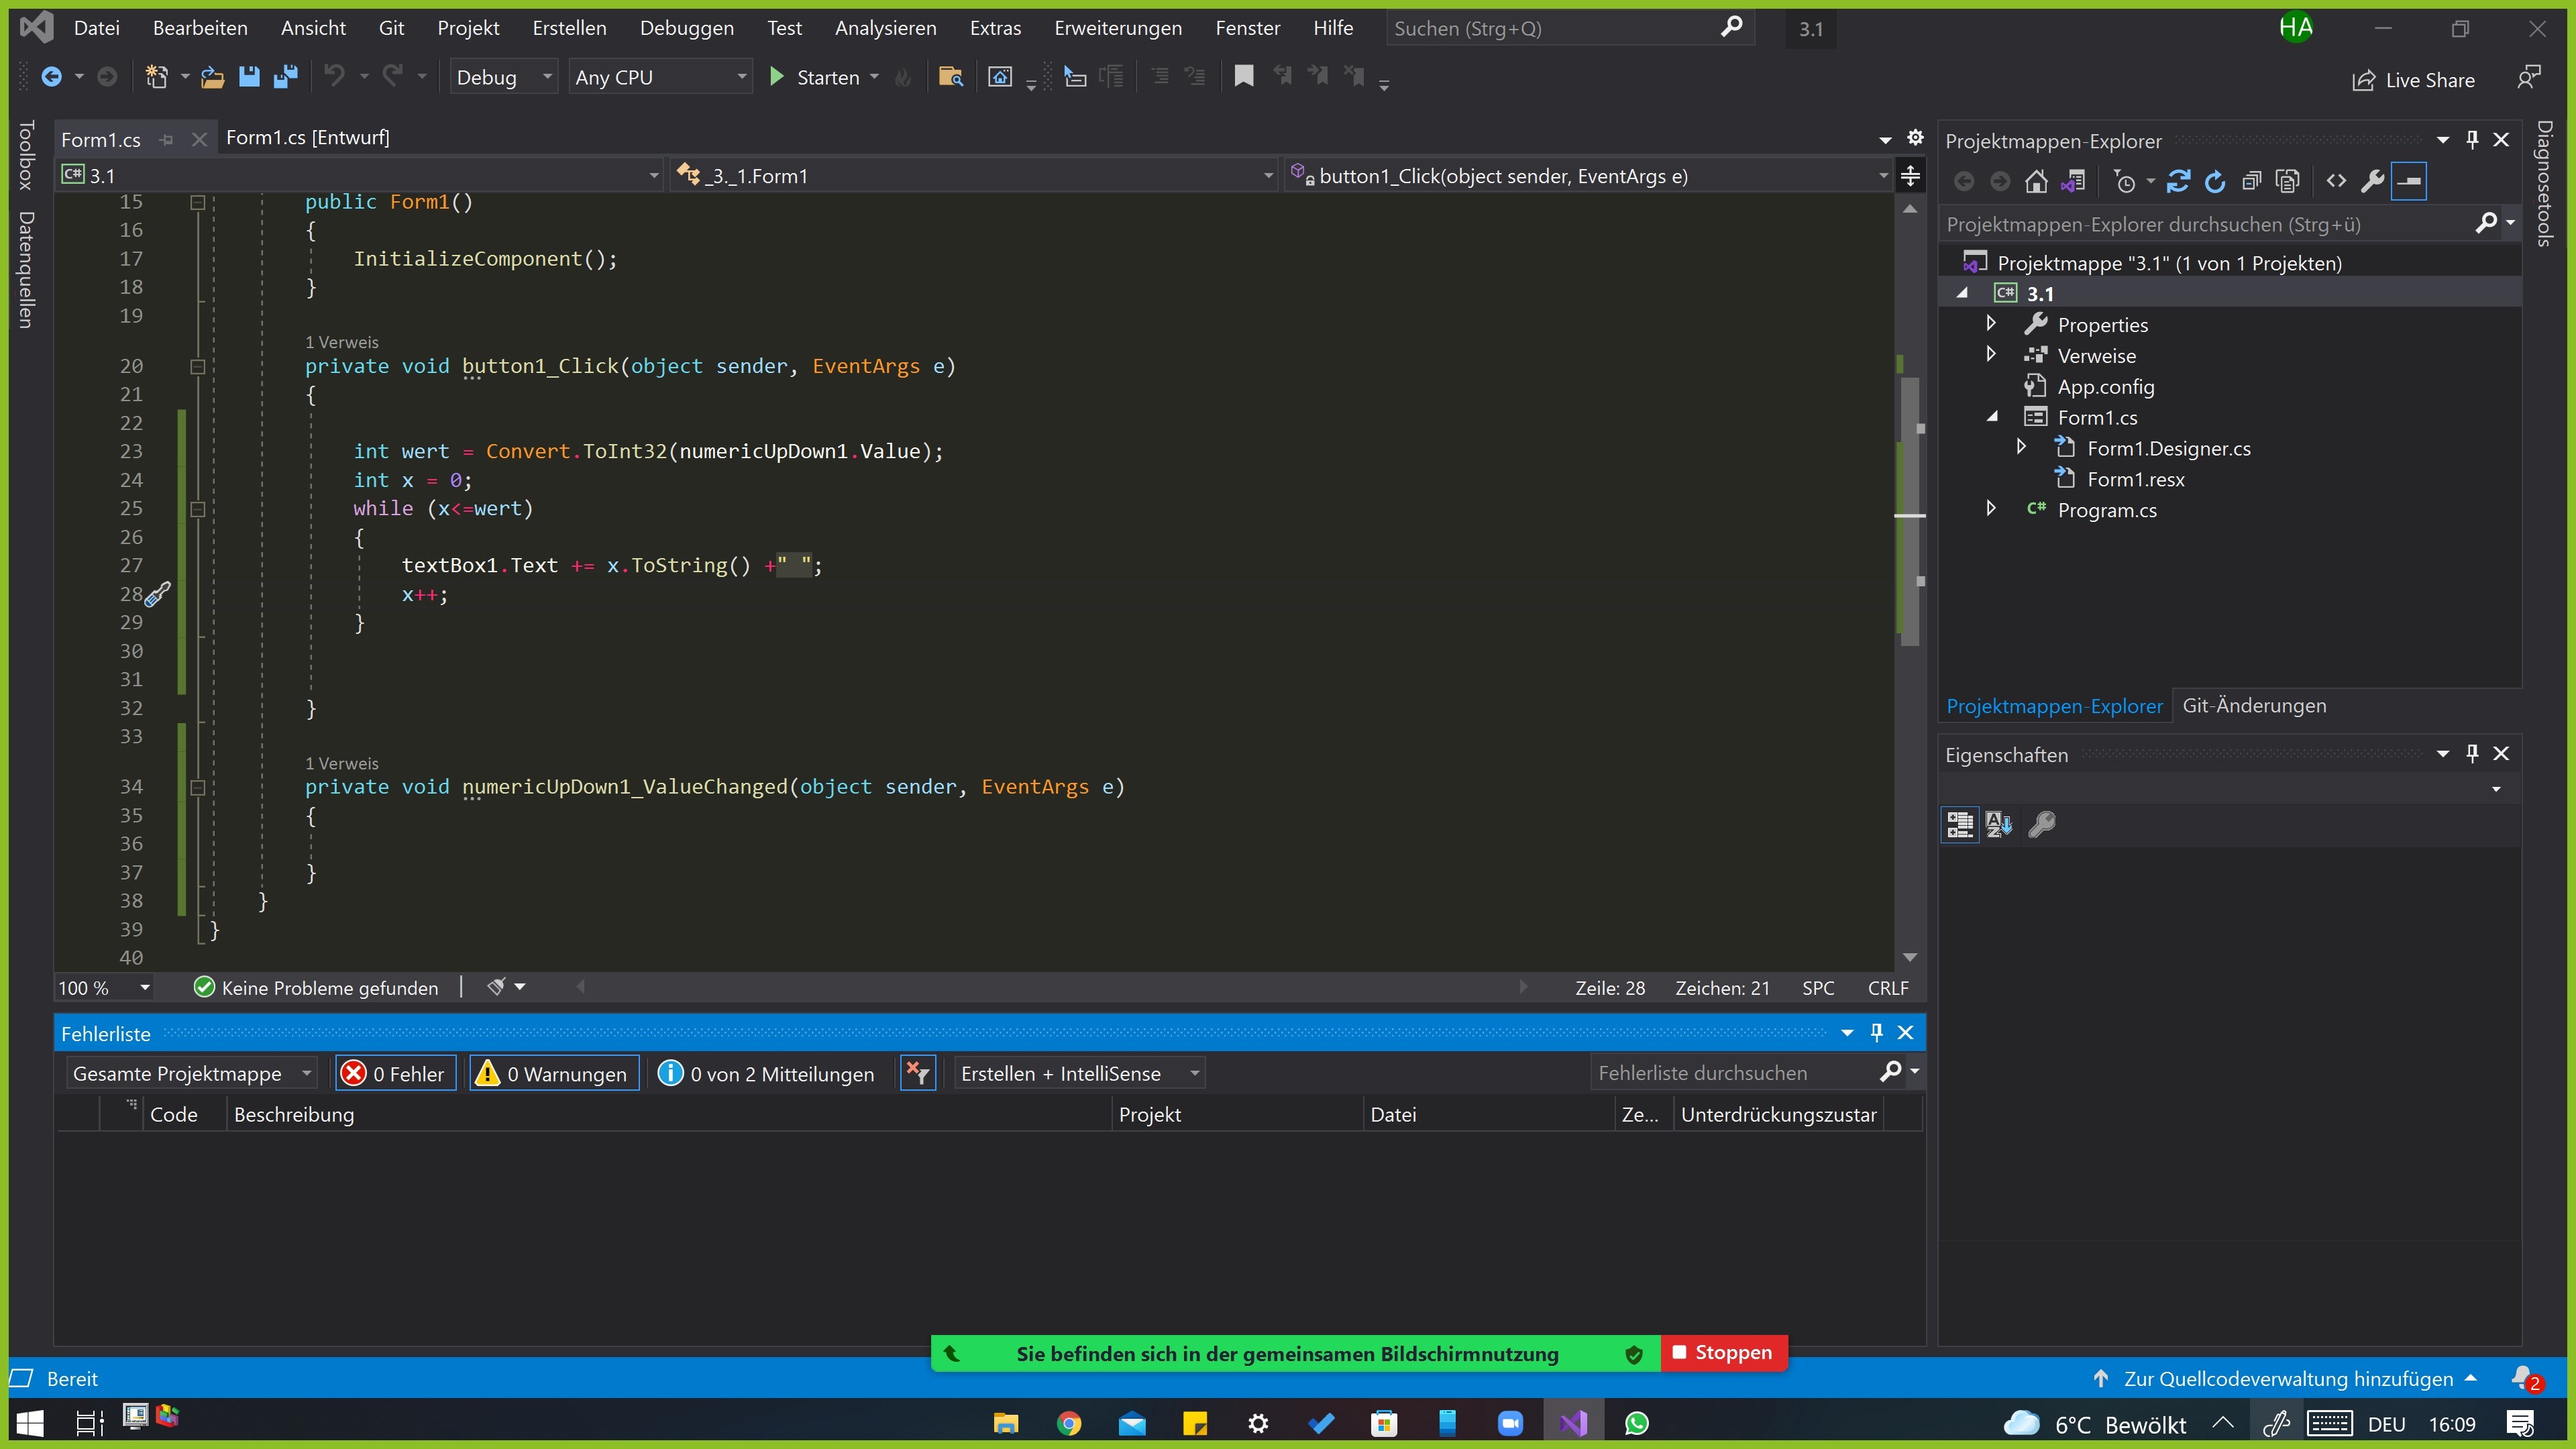 Datei Bearbeiten Ansicht Git Projekt Erstellen Debuggen Test Analysieren Extras Erweiterungen Fenster Hilfe Suchen (Strg+Q) 3.1 HA
Debug Any CPU Starten Live Share
Toolbox
Datenquellen
Form1.cs Form1.cs [Entwurf]
C# 3.1 _3._1.Form1 button1_Click(object sender, EventArgs e)
15 public Form1()
16 {
17 InitializeComponent();
18 }
19
1 Verweis
20 private void button1_Click(object sender, EventArgs e)
21 {
22
23 int wert = Convert.ToInt32(numericUpDown1.Value);
24 int x = 0;
25 while (x<=wert)
26 {
27 textBox1.Text += x.ToString() +" ";
28 x++;
29 }
30
31
32 }
33
1 Verweis
34 private void numericUpDown1_ValueChanged(object sender, EventArgs e)
35 {
36
37 }
38 }
39 }
40
100 % Keine Probleme gefunden Zeile: 28 Zeichen: 21 SPC CRLF
Fehlerliste
Gesamte Projektmappe 0 Fehler 0 Warnungen 0 von 2 Mitteilungen Erstellen + IntelliSense Fehlerliste durchsuchen
Code Beschreibung Projekt Datei Ze... Unterdrückungszustar
Projektmappen-Explorer
Projektmappen-Explorer durchsuchen (Strg+ü)
Projektmappe "3.1" (1 von 1 Projekten)
C# 3.1
Properties
Verweise
App.config
Form1.cs
Form1.Designer.cs
Form1.resx
C# Program.cs
Projektmappen-Explorer Git-Änderungen
Eigenschaften
Diagnosetools
Sie befinden sich in der gemeinsamen Bildschirmnutzung Stoppen
Bereit Zur Quellcodeverwaltung hinzufügen 2
6°C Bewölkt DEU 16:09